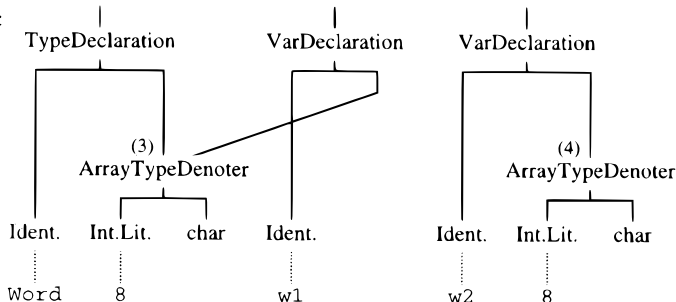 TypeDeclaration VarDeclaration VarDeclaration
(3) (4)
ArrayTypeDenoter ArrayTypeDenoter
Ident. Int.Lit. char Ident. Ident. Int.Lit. char
Word 8 w1 w2 8